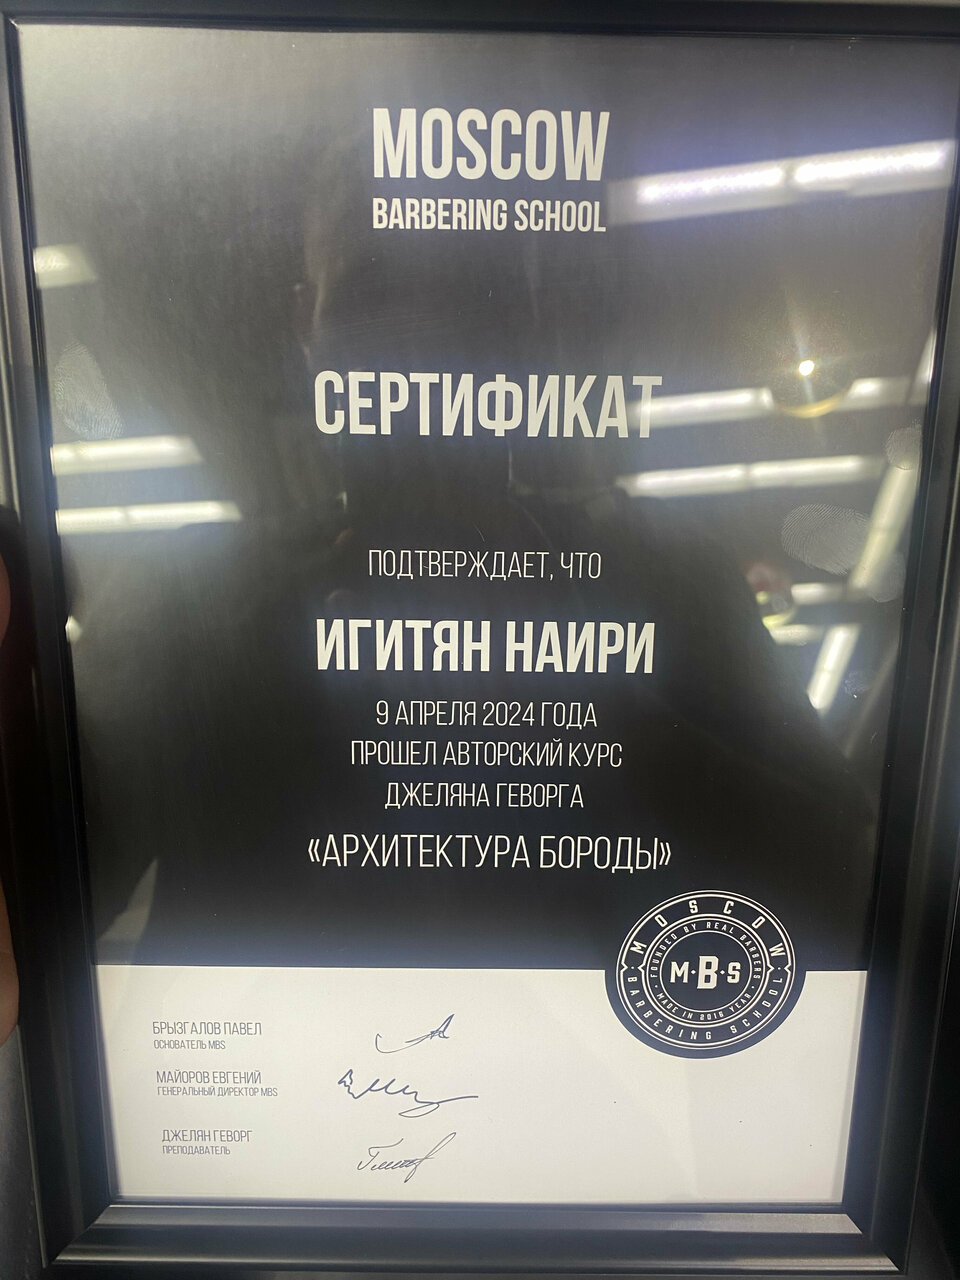 MOSCOW
BARBERING SCHOOL
СЕРТИФИКАТ
ПОДТВЕРЖДАЕТ, ЧТО
ИГИТЯН НАИРИ
9 АПРЕЛЯ 2024 ГОДА
ПРОШЕЛ АВТОРСКИЙ КУРС
ДЖЕЛЯНА ГЕВОРГА
«АРХИТЕКТУРА БОРОДЫ»
MOSCOW
FOUNDED BY REAL BARBERS
M·B·S
MADE IN 2016 YEAR
BARBERING SCHOOL
БРЫЗГАЛОВ ПАВЕЛ
ОСНОВАТЕЛЬ MBS
МАЙОРОВ ЕВГЕНИЙ
ГЕНЕРАЛЬНЫЙ ДИРЕКТОР MBS
ДЖЕЛЯН ГЕВОРГ
ПРЕПОДАВАТЕЛЬ